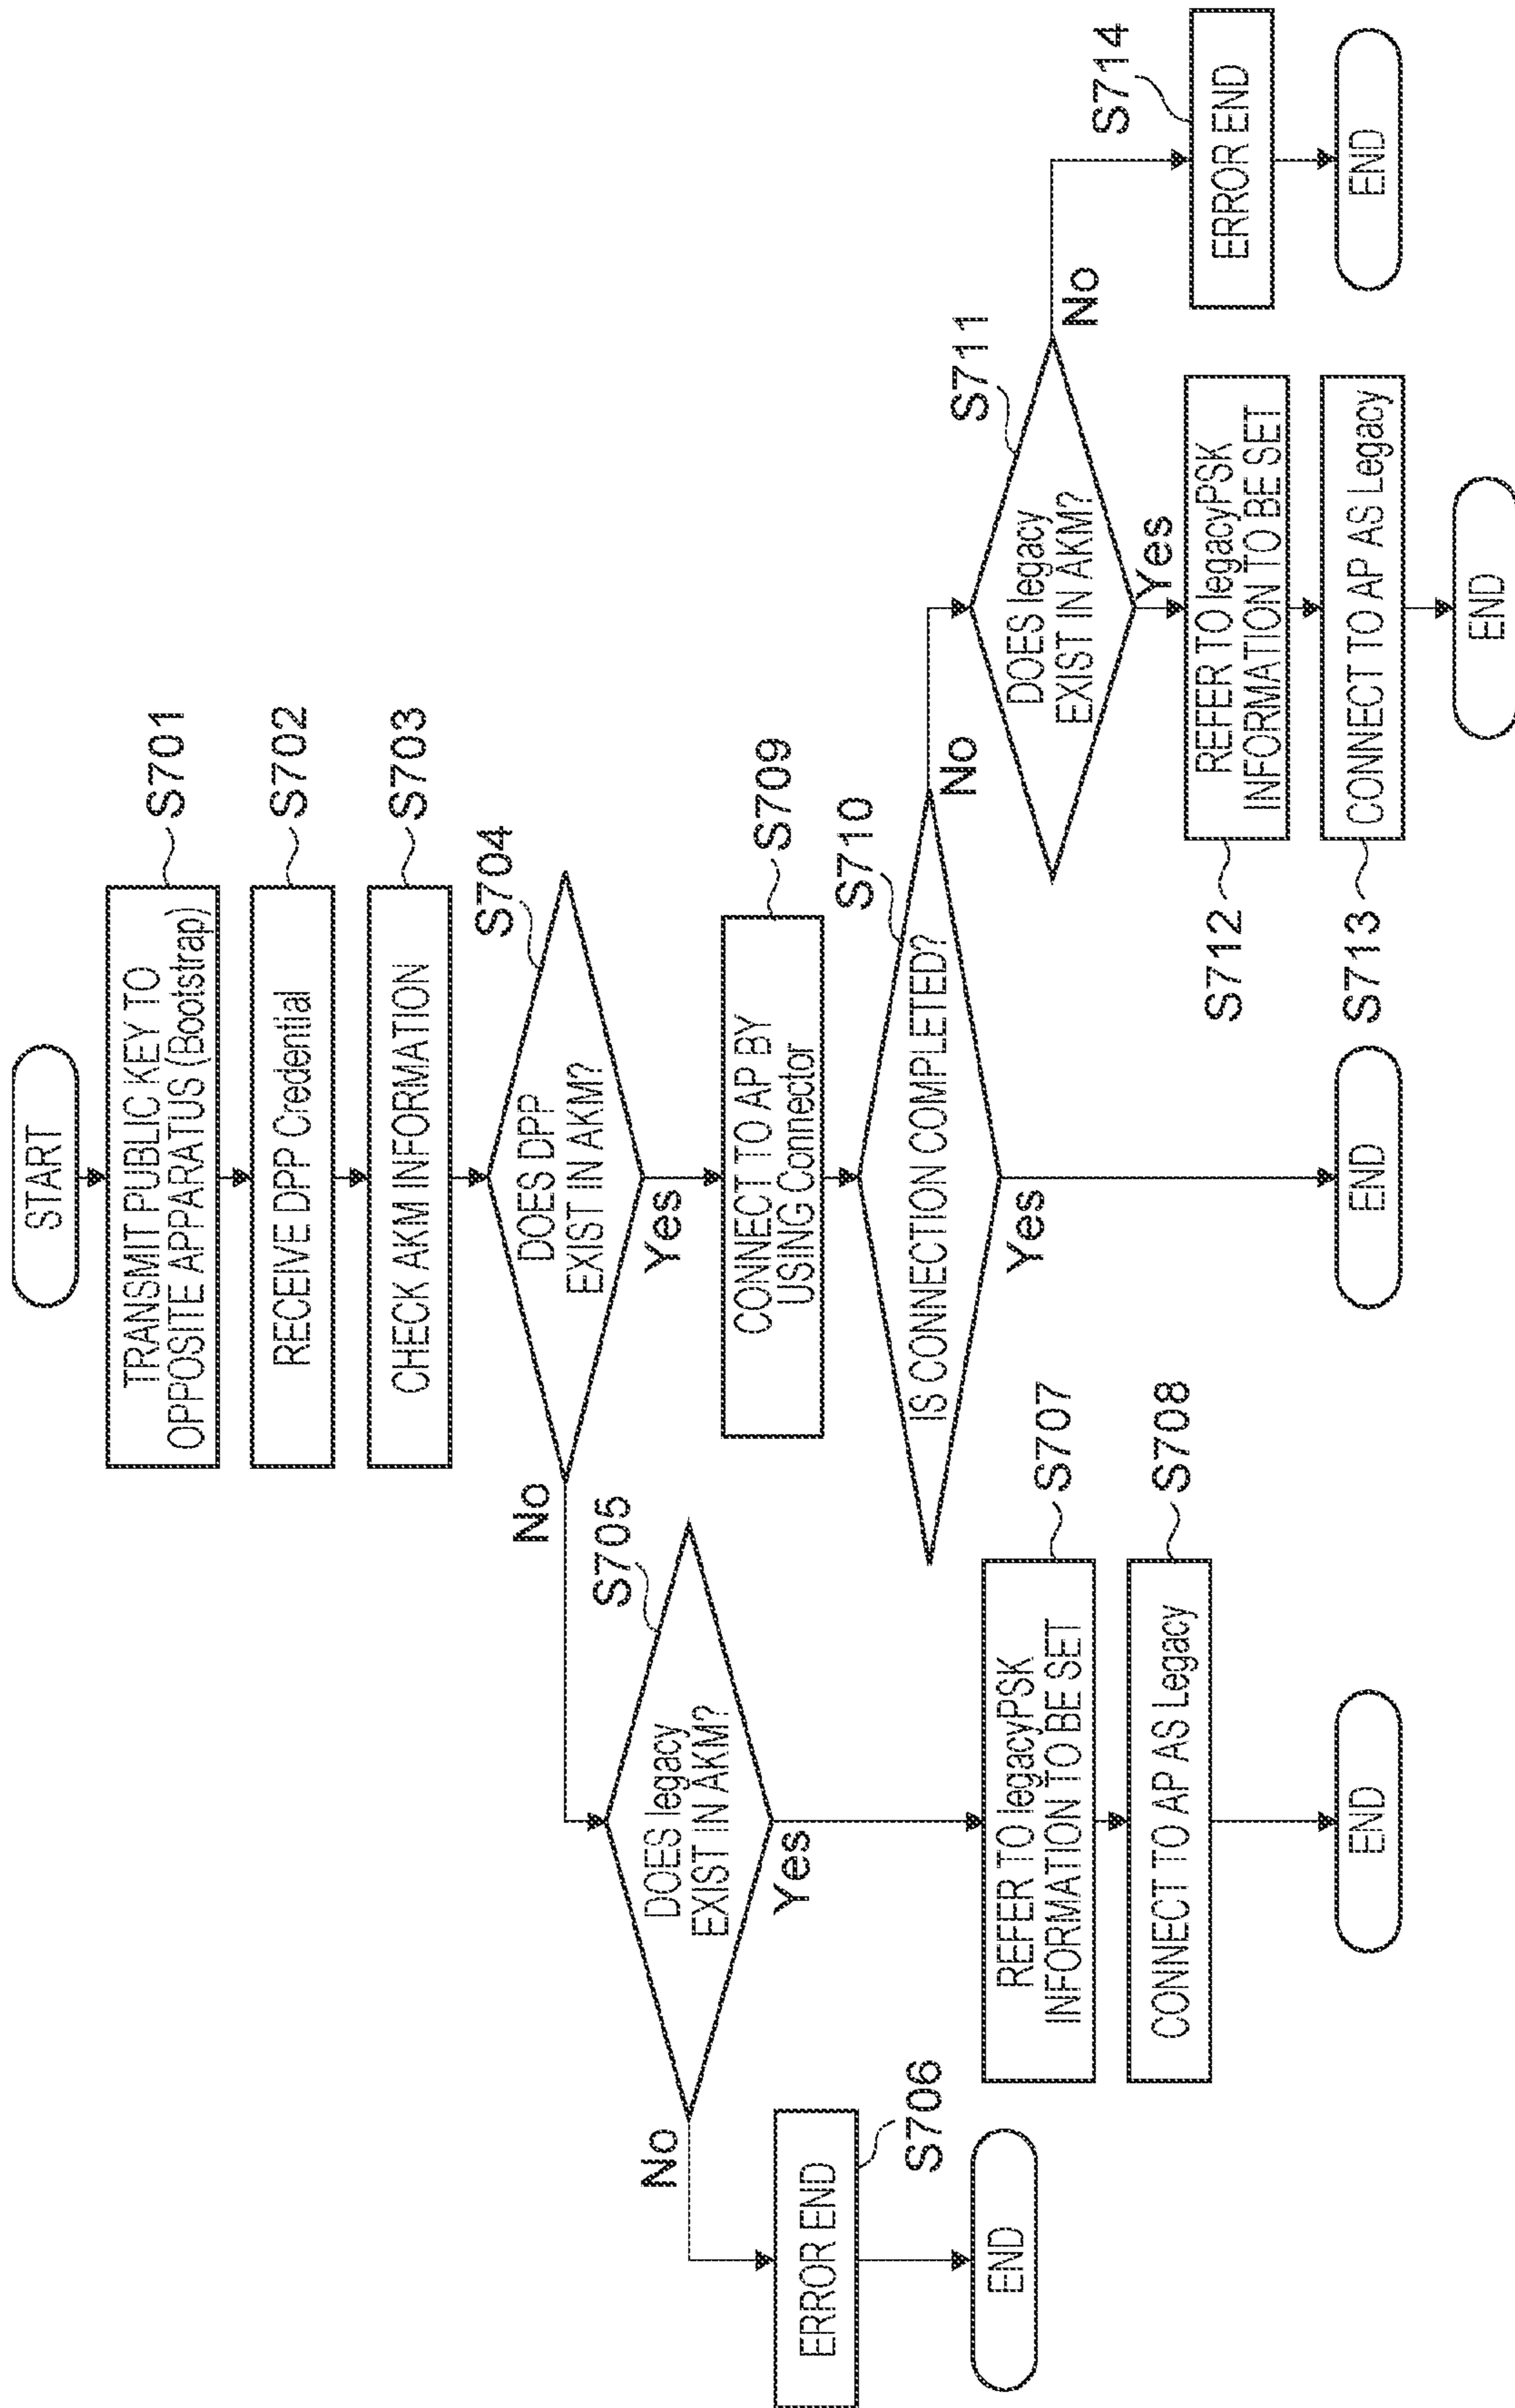 START
TRANSMIT PUBLIC KEY TO
OPPOSITE APPARATUS (Bootstrap)
S701
RECEIVE DPP Credential
S702
CHECK AKM INFORMATION
S703
DOES DPP
EXIST IN AKM?
S704
No
Yes
DOES legacy
EXIST IN AKM?
S705
No
Yes
ERROR END
S706
END
REFER TO legacyPSK
INFORMATION TO BE SET
S707
CONNECT TO AP AS Legacy
S708
END
CONNECT TO AP BY
USING Connector
S709
IS CONNECTION COMPLETED?
S710
Yes
No
END
DOES legacy
EXIST IN AKM?
S711
Yes
No
REFER TO legacyPSK
INFORMATION TO BE SET
S712
CONNECT TO AP AS Legacy
S713
END
ERROR END
S714
END